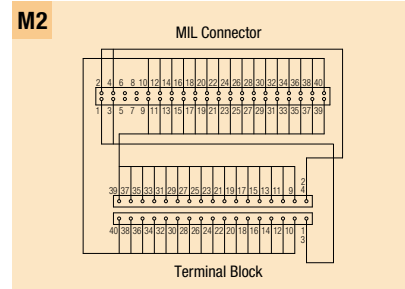 M2
MIL Connector
2 4 6 8 10 12 14 16 18 20 22 24 26 28 30 32 34 36 38 40
1 3 5 7 9 11 13 15 17 19 21 23 25 27 29 31 33 35 37 39
2
39 37 35 33 31 29 27 25 23 21 19 17 15 13 11 9 4
40 38 36 34 32 30 28 26 24 22 20 18 16 14 12 10 1
3
Terminal Block